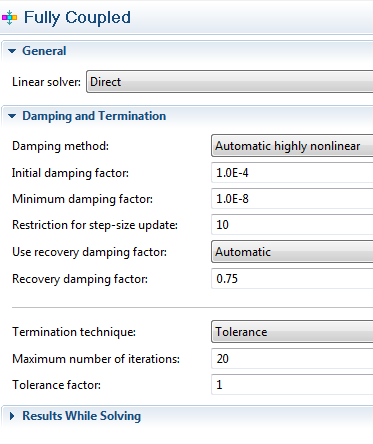 Fully Coupled
General
Linear solver: Direct
Damping and Termination
Damping method: Automatic highly nonlinear
Initial damping factor: 1.0E-4
Minimum damping factor: 1.0E-8
Restriction for step-size update: 10
Use recovery damping factor: Automatic
Recovery damping factor: 0.75
Termination technique: Tolerance
Maximum number of iterations: 20
Tolerance factor: 1
Results While Solving